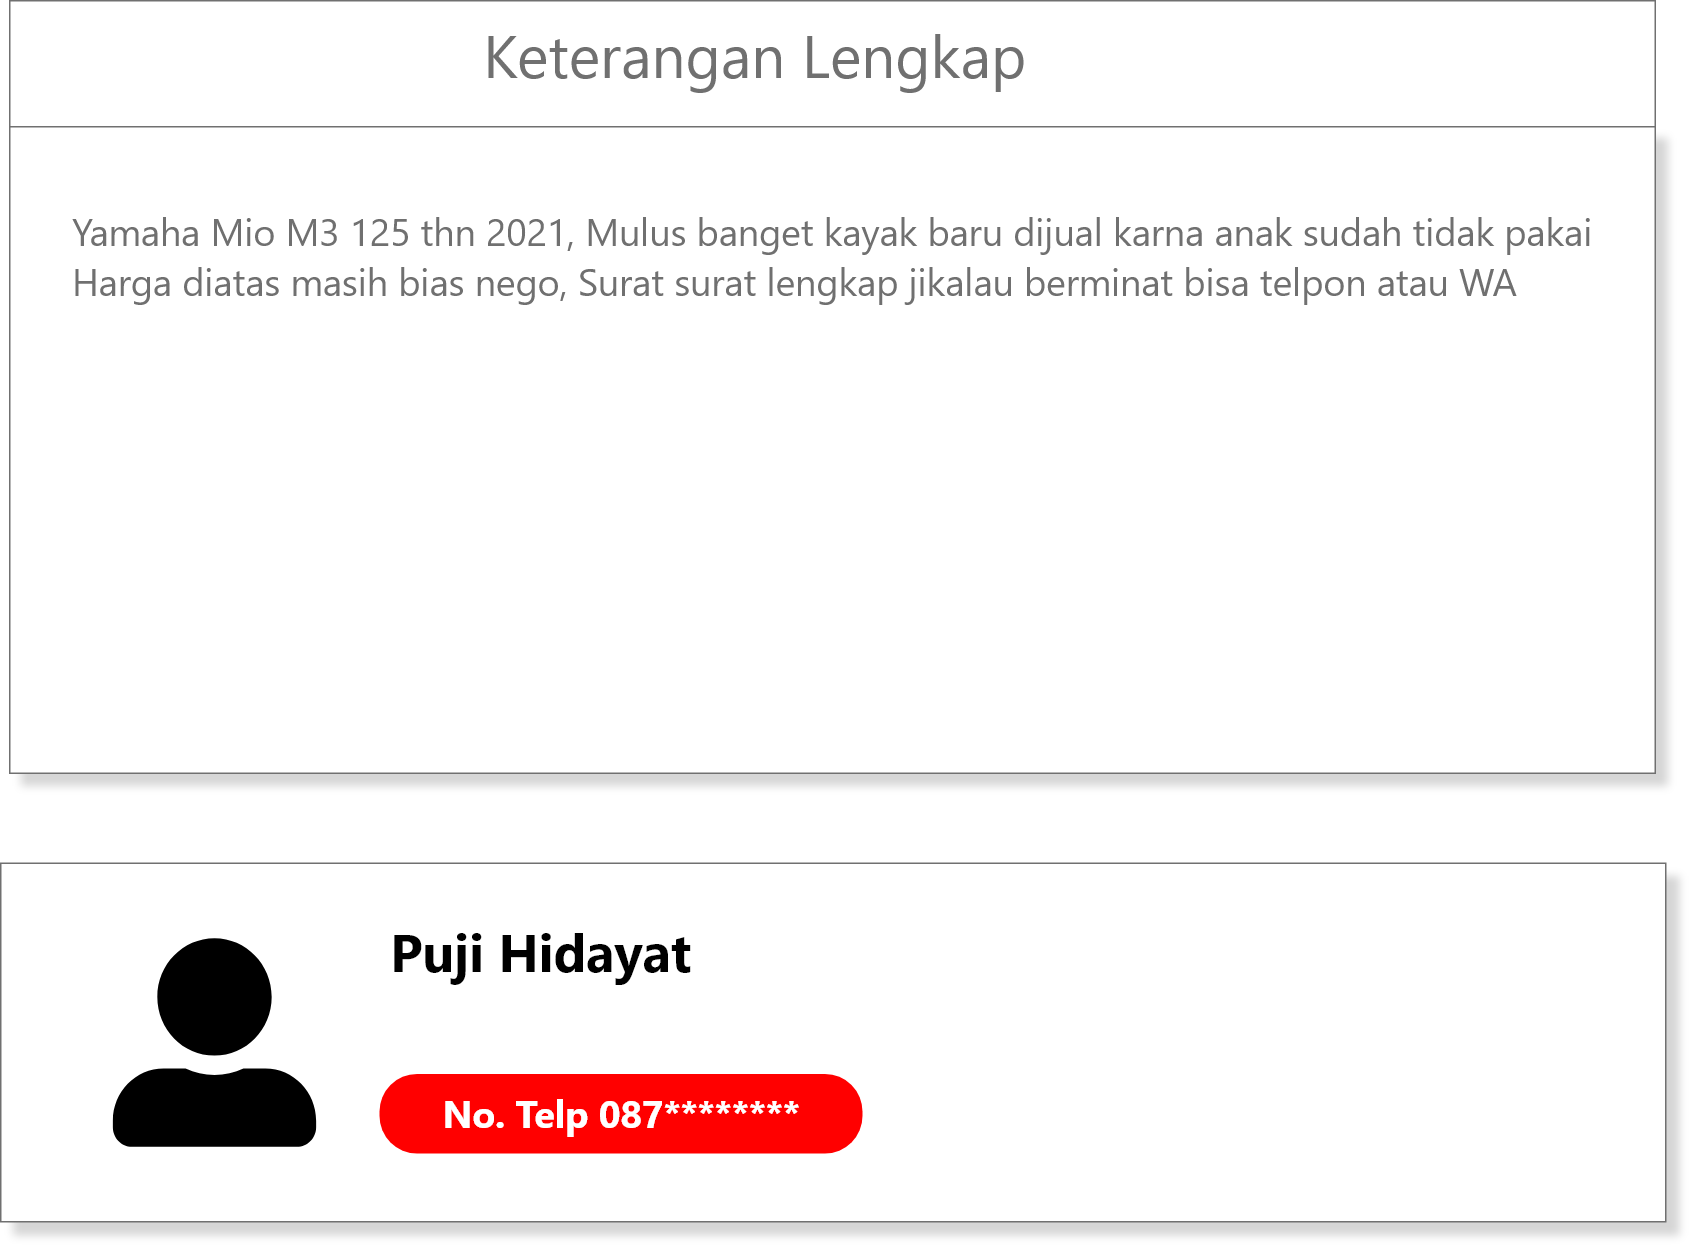 Keterangan Lengkap
Yamaha Mio M3 125 thn 2021, Mulus banget kayak baru dijual karna anak sudah tidak pakai
Harga diatas masih bias nego, Surat surat lengkap jikalau berminat bisa telpon atau WA
Puji Hidayat
No. Telp 087********